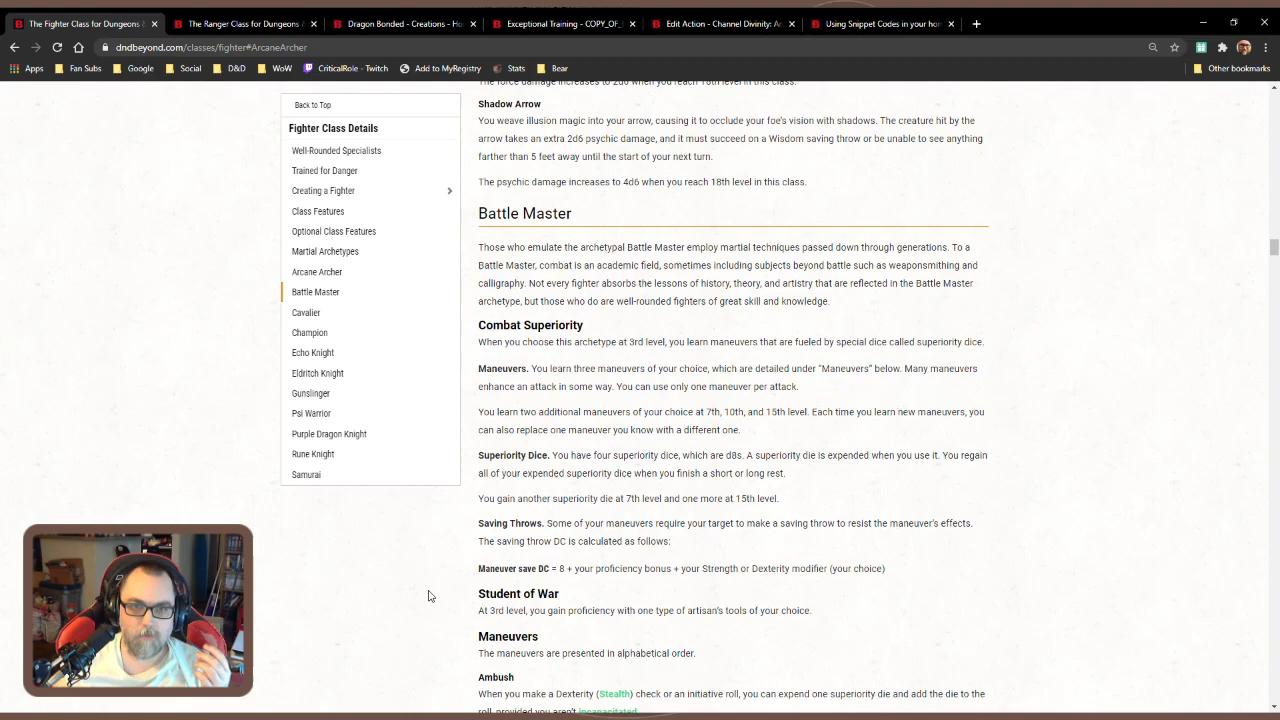 The Fighter Class for Dungeons &
The Ranger Class for Dungeons &
Dragon Bonded - Creations - Ho
Exceptional Training - COPY_OF_
Edit Action - Channel Divinity: A
Using Snippet Codes in your hom
dndbeyond.com/classes/fighter#ArcaneArcher
Apps
Fan Subs
Google
Social
D&D
WoW
CriticalRole - Twitch
Add to MyRegistry
Stats
Bear
Other bookmarks
Back to Top
Fighter Class Details
Well-Rounded Specialists
Trained for Danger
Creating a Fighter
Class Features
Optional Class Features
Martial Archetypes
Arcane Archer
Battle Master
Cavalier
Champion
Echo Knight
Eldritch Knight
Gunslinger
Psi Warrior
Purple Dragon Knight
Rune Knight
Samurai
The force damage increases to 2d6 when you reach 18th level in this class.
Shadow Arrow
You weave illusion magic into your arrow, causing it to occlude your foe's vision with shadows. The creature hit by the
arrow takes an extra 2d6 psychic damage, and it must succeed on a Wisdom saving throw or be unable to see anything
farther than 5 feet away until the start of your next turn.
The psychic damage increases to 4d6 when you reach 18th level in this class.
Battle Master
Those who emulate the archetypal Battle Master employ martial techniques passed down through generations. To a
Battle Master, combat is an academic field, sometimes including subjects beyond battle such as weaponsmithing and
calligraphy. Not every fighter absorbs the lessons of history, theory, and artistry that are reflected in the Battle Master
archetype, but those who do are well-rounded fighters of great skill and knowledge.
Combat Superiority
When you choose this archetype at 3rd level, you learn maneuvers that are fueled by special dice called superiority dice.
Maneuvers. You learn three maneuvers of your choice, which are detailed under "Maneuvers" below. Many maneuvers
enhance an attack in some way. You can use only one maneuver per attack.
You learn two additional maneuvers of your choice at 7th, 10th, and 15th level. Each time you learn new maneuvers, you
can also replace one maneuver you know with a different one.
Superiority Dice. You have four superiority dice, which are d8s. A superiority die is expended when you use it. You regain
all of your expended superiority dice when you finish a short or long rest.
You gain another superiority die at 7th level and one more at 15th level.
Saving Throws. Some of your maneuvers require your target to make a saving throw to resist the maneuver's effects.
The saving throw DC is calculated as follows:
Maneuver save DC = 8 + your proficiency bonus + your Strength or Dexterity modifier (your choice)
Student of War
At 3rd level, you gain proficiency with one type of artisan's tools of your choice.
Maneuvers
The maneuvers are presented in alphabetical order.
Ambush
When you make a Dexterity (Stealth) check or an initiative roll, you can expend one superiority die and add the die to the
roll, provided you aren't incapacitated.